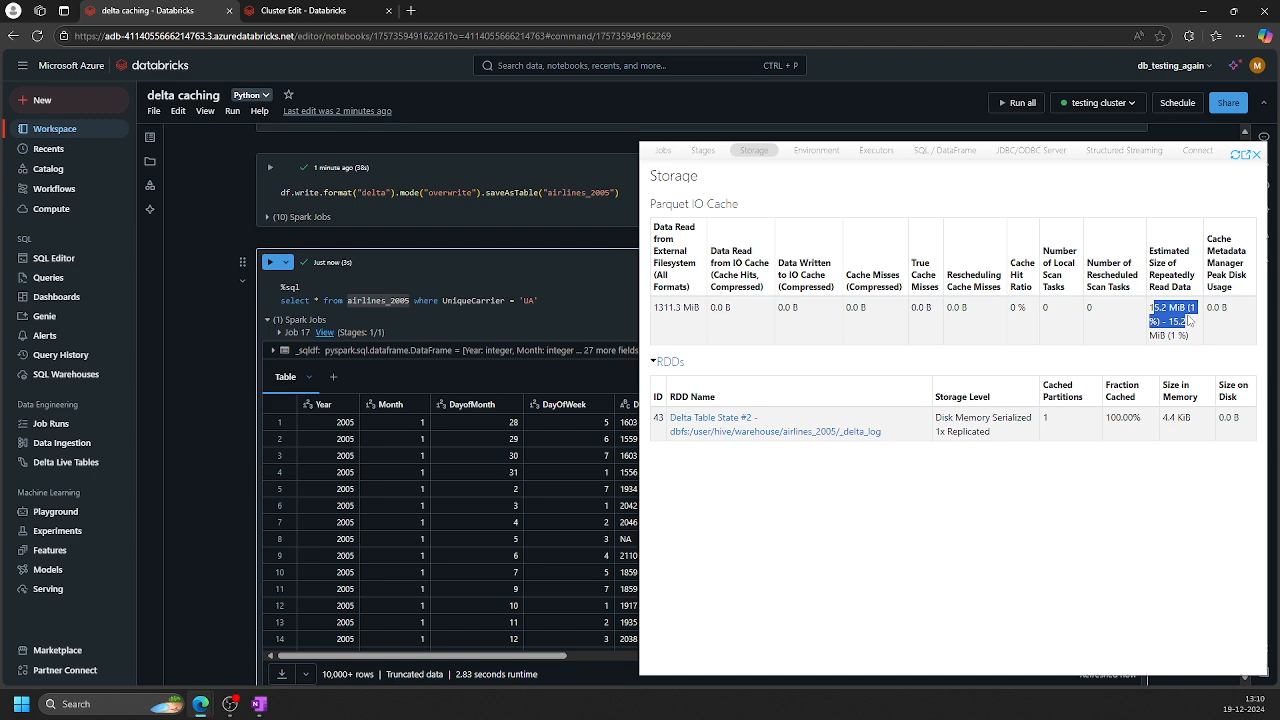 delta caching - Databricks
Cluster Edit - Databricks
https://adb-4114055666214763.3.azuredatabricks.net/editor/notebooks/1757359491622617?o=4114055666214763#command/1757359491622669
Microsoft Azure databricks
Search data, notebooks, recents, and more... CTRL + P
db_testing_again M
New
Workspace
Recents
Catalog
Workflows
Compute
SQL
SQL Editor
Queries
Dashboards
Genie
Alerts
Query History
SQL Warehouses
Data Engineering
Job Runs
Data Ingestion
Delta Live Tables
Machine Learning
Playground
Experiments
Features
Models
Serving
Marketplace
Partner Connect
delta caching Python
File Edit View Run Help Last edit was 2 minutes ago
Run all testing cluster Schedule Share
1 minute ago (38s)
df.write.format("delta").mode("overwrite").saveAsTable("airlines_2005")
(10) Spark Jobs
Just now (3s)
%sql
select * from airlines_2005 where UniqueCarrier = 'UA'
(1) Spark Jobs
Job 17 View (Stages: 1/1)
_sqldf: pyspark.sql.dataframe.DataFrame = [Year: integer, Month: integer ... 27 more fields
Table +
Year Month DayofMonth DayOfWeek D
1 2005 1 28 5 1603
2 2005 1 29 6 1559
3 2005 1 30 7 1603
4 2005 1 31 1 1556
5 2005 1 2 7 1934
6 2005 1 3 1 2042
7 2005 1 4 2 2046
8 2005 1 5 3 NA
9 2005 1 6 4 2110
10 2005 1 7 5 1859
11 2005 1 9 7 1859
12 2005 1 10 1 1917
13 2005 1 11 2 1935
14 2005 1 12 3 2038
10,000+ rows | Truncated data | 2.83 seconds runtime
Refreshed now
Jobs Stages Storage Environment Executors SQL / DataFrame JDBC/ODBC Server Structured Streaming Connect
Storage
Parquet IO Cache
Data Read from External Filesystem (All Formats)
Data Read from IO Cache (Cache Hits, Compressed)
Data Written to IO Cache (Compressed)
Cache Misses (Compressed)
True Cache Misses
Rescheduling Cache Misses
Cache Hit Ratio
Number of Local Scan Tasks
Number of Rescheduled Scan Tasks
Estimated Size of Repeatedly Read Data
Cache Metadata Manager Peak Disk Usage
1311.3 MiB 0.0 B 0.0 B 0.0 B 0.0 B 0.0 B 0 % 0 0 15.2 MiB (1 %) - 15.2 MiB (1 %) 0.0 B
RDDs
ID RDD Name Storage Level Cached Partitions Fraction Cached Size in Memory Size on Disk
43 Delta Table State #2 - dbfs:/user/hive/warehouse/airlines_2005/_delta_log Disk Memory Serialized 1x Replicated 1 100.00% 4.4 KiB 0.0 B
Search
13:10
19-12-2024